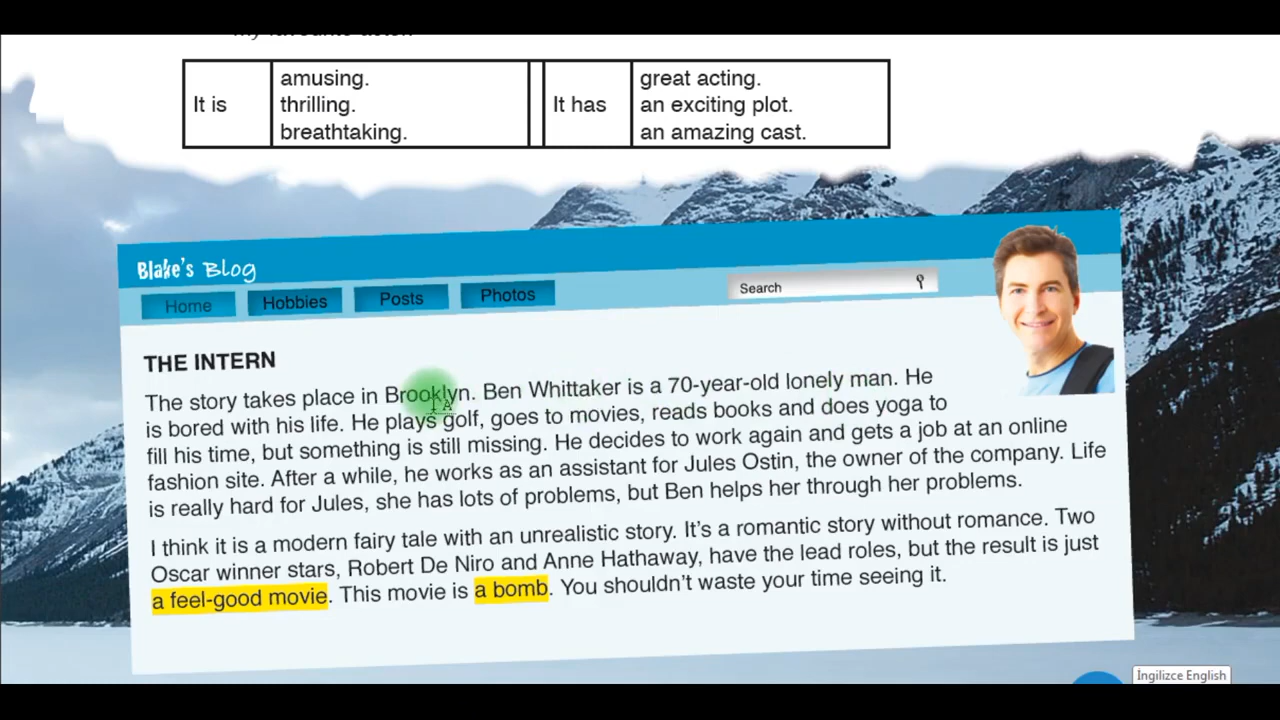 It is
amusing.
thrilling.
breathtaking.
It has
great acting.
an exciting plot.
an amazing cast.
Blake's Blog
Home
Hobbies
Posts
Photos
Search
THE INTERN
The story takes place in Brooklyn. Ben Whittaker is a 70-year-old lonely man. He
is bored with his life. He plays golf, goes to movies, reads books and does yoga to
fill his time, but something is still missing. He decides to work again and gets a job at an online
fashion site. After a while, he works as an assistant for Jules Ostin, the owner of the company. Life
is really hard for Jules, she has lots of problems, but Ben helps her through her problems.
I think it is a modern fairy tale with an unrealistic story. It's a romantic story without romance. Two
Oscar winner stars, Robert De Niro and Anne Hathaway, have the lead roles, but the result is just
a feel-good movie. This movie is a bomb. You shouldn't waste your time seeing it.
İngilizce English